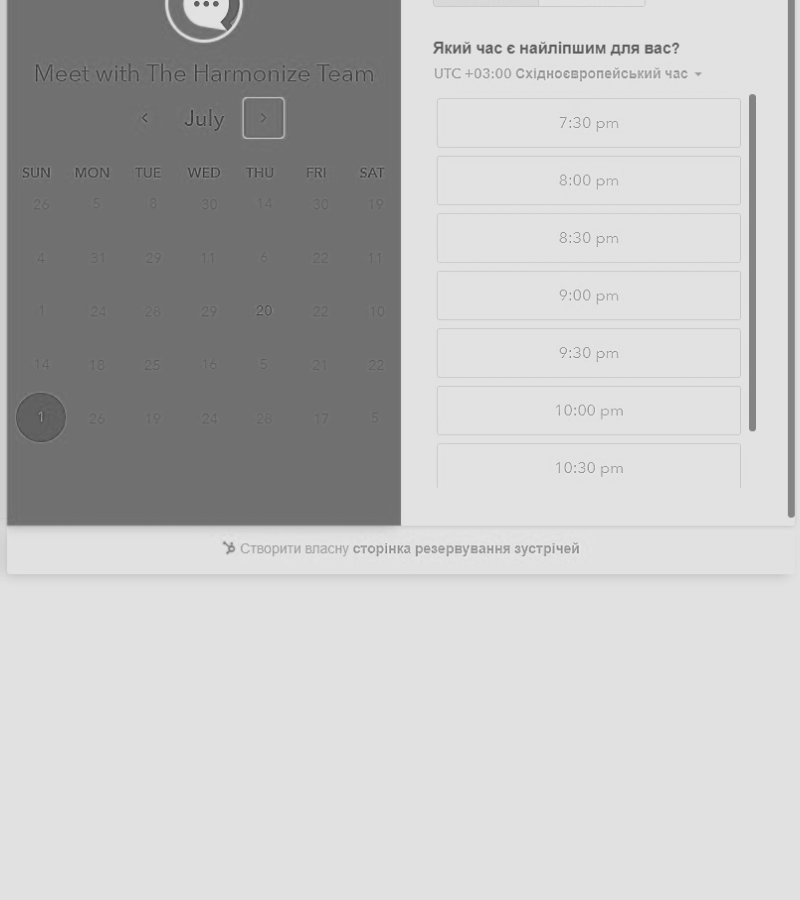 Meet with The Harmonize Team
July
SUN MON TUE WED THU FRI SAT
26 5 8 30 14 30 19
4 31 29 11 6 22 11
1 24 28 29 20 22 10
14 18 25 16 5 21 22
1 26 19 24 28 17 5
Який час є найліпшим для вас?
UTC +03:00 Східноєвропейський час
7:30 pm
8:00 pm
8:30 pm
9:00 pm
9:30 pm
10:00 pm
10:30 pm
Створити власну сторінка резервування зустрічей